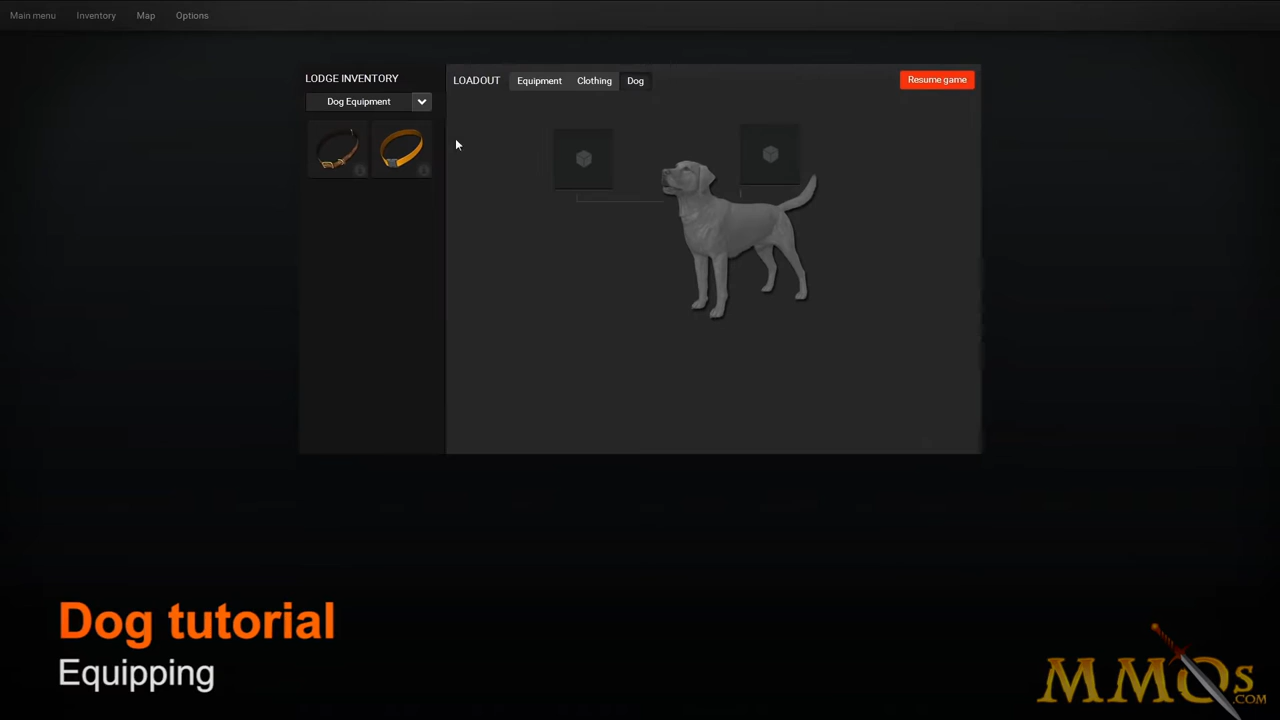 Main menu
Inventory
Map
Options
LODGE INVENTORY
Dog Equipment
LOADOUT
Equipment
Clothing
Dog
Resume game
Dog tutorial
Equipping
MMOs
.COM